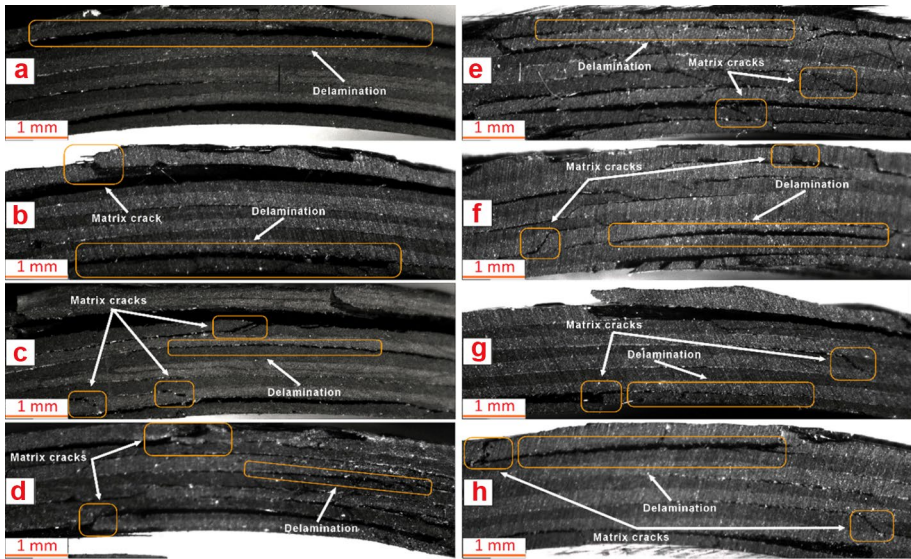 a
Delamination
1 mm
b
Matrix crack
Delamination
1 mm
c
Matrix cracks
Delamination
1 mm
d
Matrix cracks
Delamination
1 mm
e
Delamination
Matrix cracks
1 mm
f
Matrix cracks
Delamination
1 mm
g
Matrix cracks
Delamination
1 mm
h
Delamination
Matrix cracks
1 mm